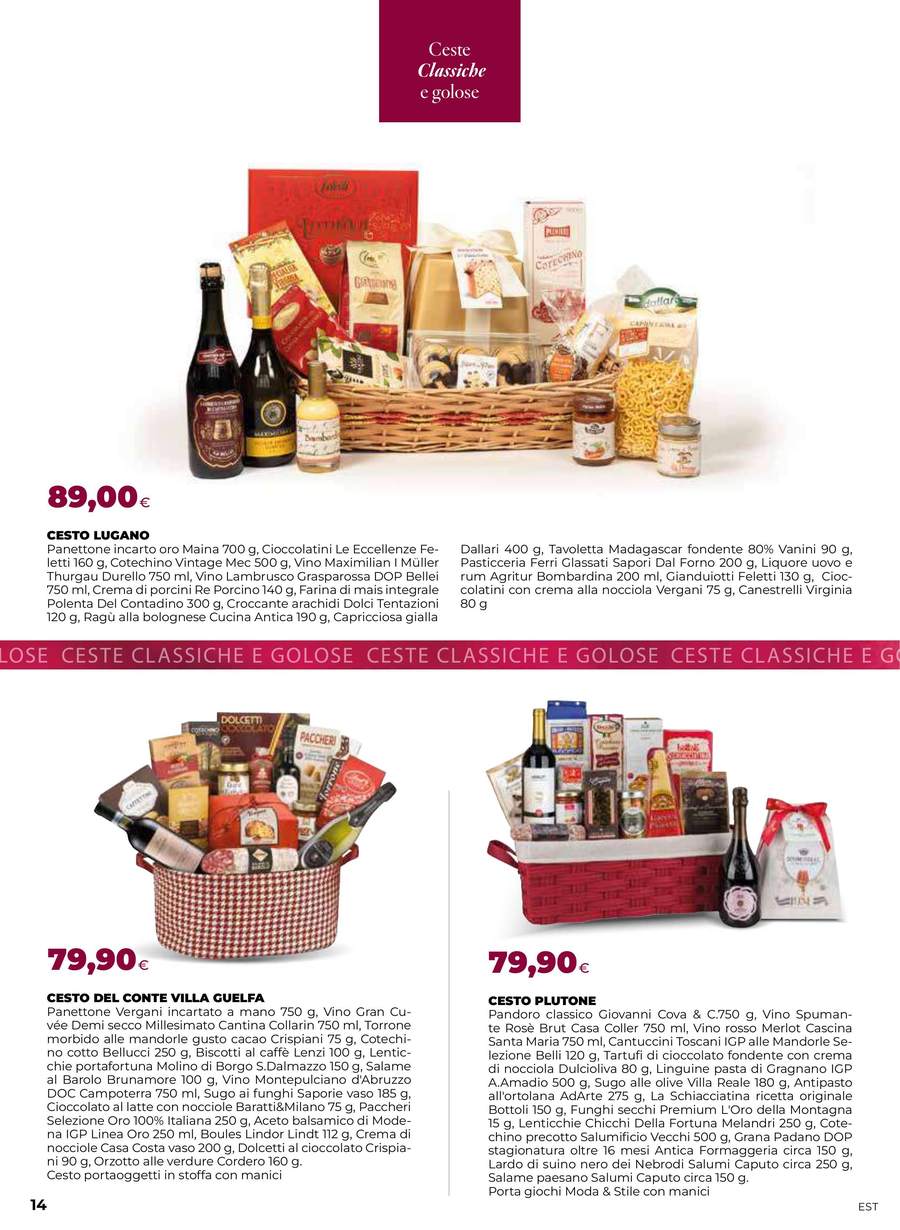 Ceste
Classiche
e golose
Feletti
Gianduiotti
PANETTONE
COTECHINO
dallari
CAPRICCIOSA
Bombardina
MAXIMILIAN
89,00€
CESTO LUGANO
Panettone incarto oro Maina 700 g, Cioccolatini Le Eccellenze Fe-
letti 160 g, Cotechino Vintage Mec 500 g, Vino Maximilian I Müller
Thurgau Durello 750 ml, Vino Lambrusco Grasparossa DOP Bellei
750 ml, Crema di porcini Re Porcino 140 g, Farina di mais integrale
Polenta Del Contadino 300 g, Croccante arachidi Dolci Tentazioni
120 g, Ragù alla bolognese Cucina Antica 190 g, Capricciosa gialla
Dallari 400 g, Tavoletta Madagascar fondente 80% Vanini 90 g,
Pasticceria Ferri Glassati Sapori Dal Forno 200 g, Liquore uovo e
rum Agritur Bombardina 200 ml, Gianduiotti Feletti 130 g, Cioc-
colatini con crema alla nocciola Vergani 75 g, Canestrelli Virginia
80 g
LOSE CESTE CLASSICHE E GOLOSE CESTE CLASSICHE E GOLOSE CESTE CLASSICHE E GO
DOLCETTI
CIOCCOLATO
COTECHINO
PACCHERI
Torrone
79,90€
CESTO DEL CONTE VILLA GUELFA
Panettone Vergani incartato a mano 750 g, Vino Gran Cu-
vée Demi secco Millesimato Cantina Collarin 750 ml, Torrone
morbido alle mandorle gusto cacao Crispiani 75 g, Cotechi-
no cotto Bellucci 250 g, Biscotti al caffè Lenzi 100 g, Lentic-
chie portafortuna Molino di Borgo S.Dalmazzo 150 g, Salame
al Barolo Brunamore 100 g, Vino Montepulciano d'Abruzzo
DOC Campoterra 750 ml, Sugo ai funghi Saporie vaso 185 g,
Cioccolato al latte con nocciole Baratti&Milano 75 g, Paccheri
Selezione Oro 100% Italiana 250 g, Aceto balsamico di Mode-
na IGP Linea Oro 250 ml, Boules Lindor Lindt 112 g, Crema di
nocciole Casa Costa vaso 200 g, Dolcetti al cioccolato Crispia-
ni 90 g, Orzotto alle verdure Cordero 160 g.
Cesto portaoggetti in stoffa con manici
MERLOT
SCHIACCIATINA
79,90€
CESTO PLUTONE
Pandoro classico Giovanni Cova & C.750 g, Vino Spuman-
te Rosè Brut Casa Coller 750 ml, Vino rosso Merlot Cascina
Santa Maria 750 ml, Cantuccini Toscani IGP alle Mandorle Se-
lezione Belli 120 g, Tartufi di cioccolato fondente con crema
di nocciola Dulcioliva 80 g, Linguine pasta di Gragnano IGP
A.Amadio 500 g, Sugo alle olive Villa Reale 180 g, Antipasto
all'ortolana AdArte 275 g, La Schiacciatina ricetta originale
Bottoli 150 g, Funghi secchi Premium L'Oro della Montagna
15 g, Lenticchie Chicchi Della Fortuna Melandri 250 g, Cote-
chino precotto Salumificio Vecchi 500 g, Grana Padano DOP
stagionatura oltre 16 mesi Antica Formaggeria circa 150 g,
Lardo di suino nero dei Nebrodi Salumi Caputo circa 250 g,
Salame paesano Salumi Caputo circa 150 g.
Porta giochi Moda & Stile con manici
14
EST